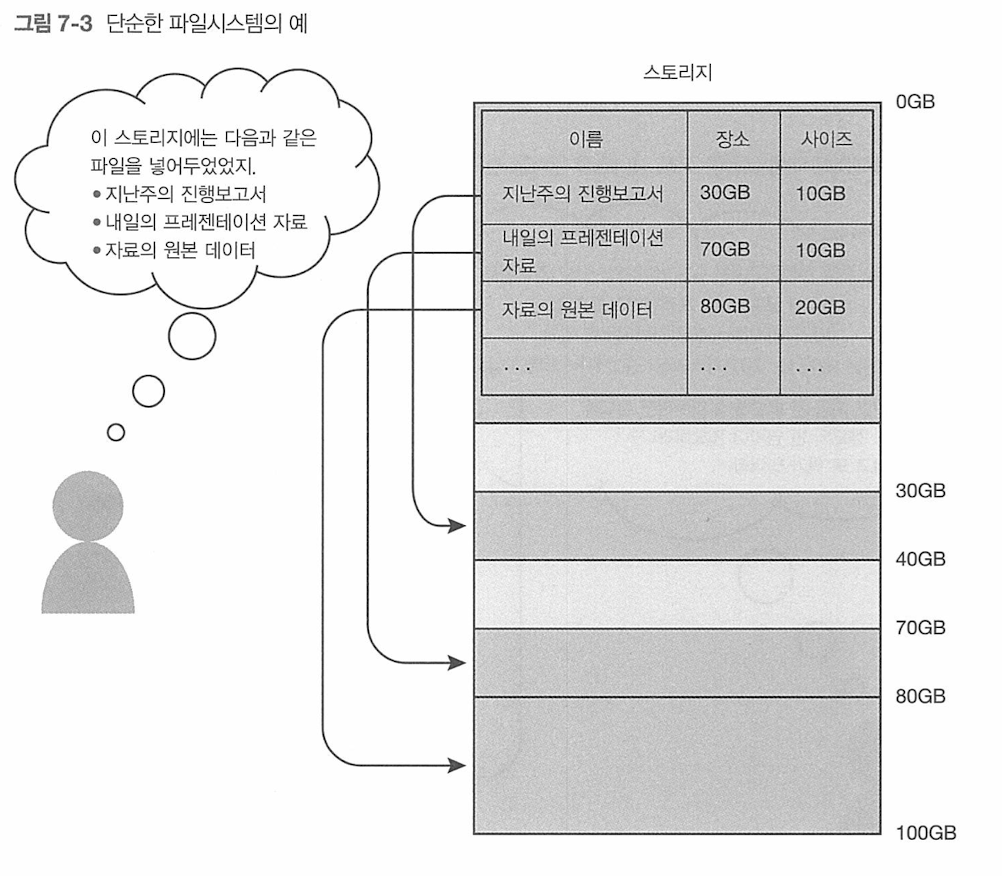 그림 7-3 단순한 파일시스템의 예
스토리지
이 스토리지에는 다음과 같은
파일을 넣어두었었지.
• 지난주의 진행보고서
• 내일의 프레젠테이션 자료
• 자료의 원본 데이터
0GB
이름 장소 사이즈
지난주의 진행보고서 30GB 10GB
내일의 프레젠테이션
자료 70GB 10GB
자료의 원본 데이터 80GB 20GB
... ... ...
30GB
40GB
70GB
80GB
100GB